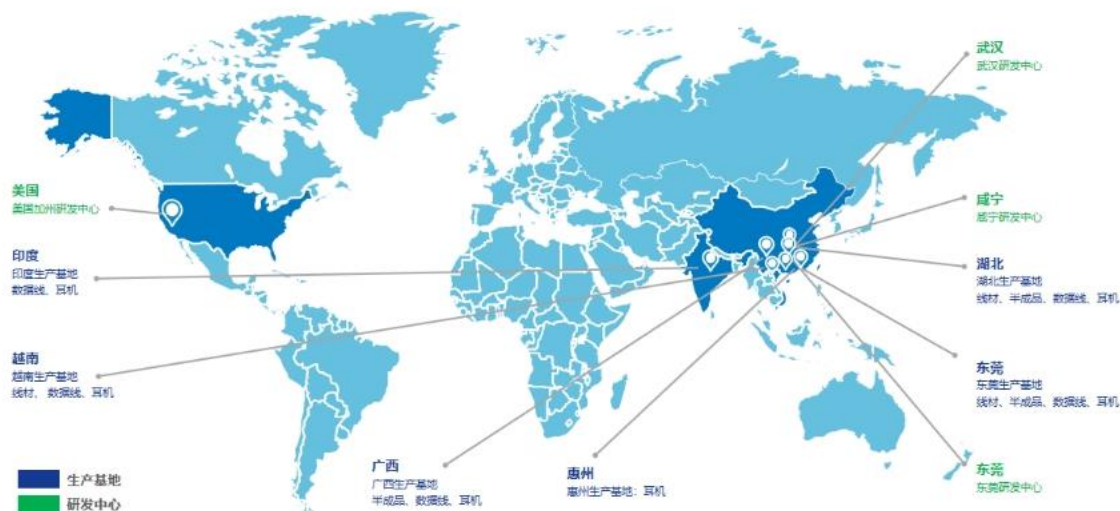 武汉
武汉研发中心
美国
美国加州研发中心
咸宁
咸宁研发中心
印度
印度生产基地
数据线、耳机
湖北
湖北生产基地
线材、半成品、数据线、耳机
越南
越南生产基地
线材、 数据线、耳机
东莞
东莞生产基地
线材、半成品、数据线、耳机
广西
广西生产基地
半成品、数据线、耳机
惠州
惠州生产基地：耳机
东莞
东莞研发中心
生产基地
研发中心